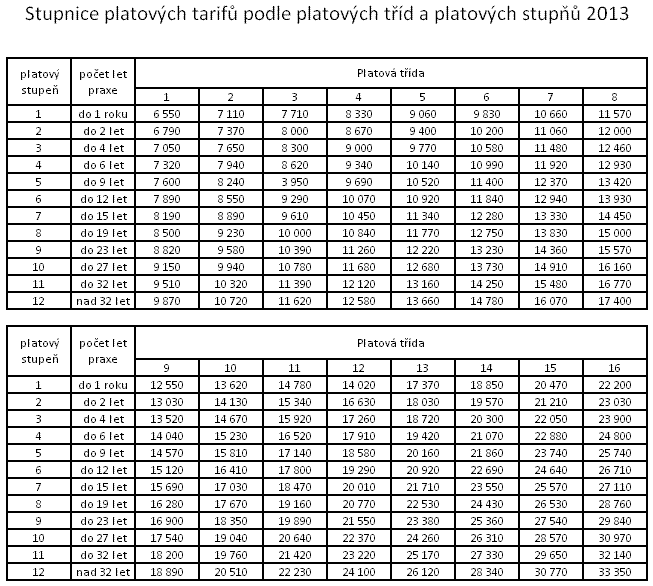 Stupnice platových tarifů podle platových tříd a platových stupňů 2013
platový stupeň počet let praxe Platová třída
1 2 3 4 5 6 7 8
1 do 1 roku 6 550 7 110 7 710 8 330 9 060 9 830 10 660 11 570
2 do 2 let 6 790 7 370 8 000 8 670 9 400 10 200 11 060 12 000
3 do 4 let 7 050 7 650 8 300 9 000 9 770 10 580 11 480 12 460
4 do 6 let 7 320 7 940 8 620 9 340 10 140 10 990 11 920 12 930
5 do 9 let 7 600 8 240 3 950 9 690 10 520 11 400 12 370 13 420
6 do 12 let 7 890 8 550 9 290 10 070 10 920 11 840 12 940 13 930
7 do 15 let 8 190 8 890 9 610 10 450 11 340 12 280 13 330 14 450
8 do 19 let 8 500 9 230 10 000 10 840 11 770 12 750 13 830 15 000
9 do 23 let 8 820 9 580 10 390 11 260 12 220 13 230 14 360 15 570
10 do 27 let 9 150 9 940 10 780 11 680 12 680 13 730 14 910 16 160
11 do 32 let 9 510 10 320 11 390 12 120 13 160 14 250 15 480 16 770
12 nad 32 let 9 870 10 720 11 620 12 580 13 660 14 780 16 070 17 400
platový stupeň počet let praxe Platová třída
9 10 11 12 13 14 15 16
1 do 1 roku 12 550 13 620 14 780 14 020 17 370 18 850 20 470 22 200
2 do 2 let 13 030 14 130 15 340 16 630 18 030 19 570 21 210 23 030
3 do 4 let 13 520 14 670 15 920 17 260 18 720 20 300 22 050 23 900
4 do 6 let 14 040 15 230 16 520 17 910 19 420 21 070 22 880 24 800
5 do 9 let 14 570 15 810 17 140 18 580 20 160 21 860 23 740 25 740
6 do 12 let 15 120 16 410 17 800 19 290 20 920 22 690 24 640 26 710
7 do 15 let 15 690 17 030 18 470 20 010 21 710 23 550 25 570 27 110
8 do 19 let 16 280 17 670 19 160 20 770 22 530 24 430 26 530 28 760
9 do 23 let 16 900 18 350 19 890 21 550 23 380 25 360 27 540 29 840
10 do 27 let 17 540 19 040 20 640 22 370 24 260 26 310 28 570 30 970
11 do 32 let 18 200 19 760 21 420 23 220 25 170 27 330 29 650 32 140
12 nad 32 let 18 890 20 510 22 230 24 100 26 120 28 340 30 770 33 350